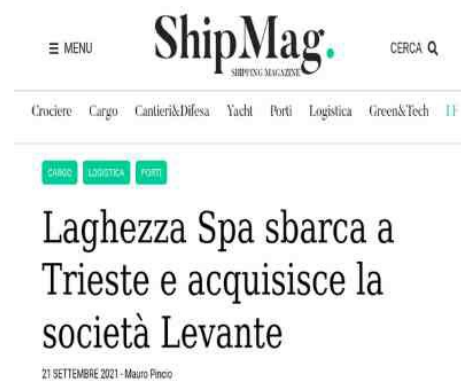 ≡ MENU
ShipMag.
SHIPPING MAGAZINE
CERCA
Crociere Cargo Cantieri&Difesa Yacht Porti Logistica Green&Tech
CARGO LOGISTICA PORTI
Laghezza Spa sbarca a
Trieste e acquisisce la
società Levante
21 SETTEMBRE 2021 - Mauro Pincio